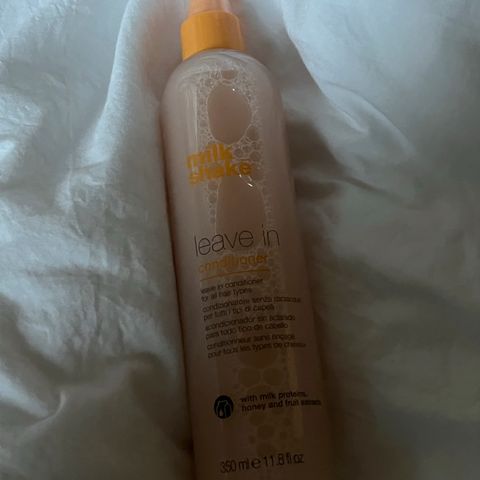 milk
shake
leave in
conditioner
leave in conditioner
for all hair types
condizionatore senza risciacquo
per tutti i tipi di capelli
acondicionador sin aclarado
para todo tipo de cabello
conditionneur sans rinçage
pour tous les types de cheveux
with milk proteins,
honey and fruit extracts
350 ml e 11.8 fl oz